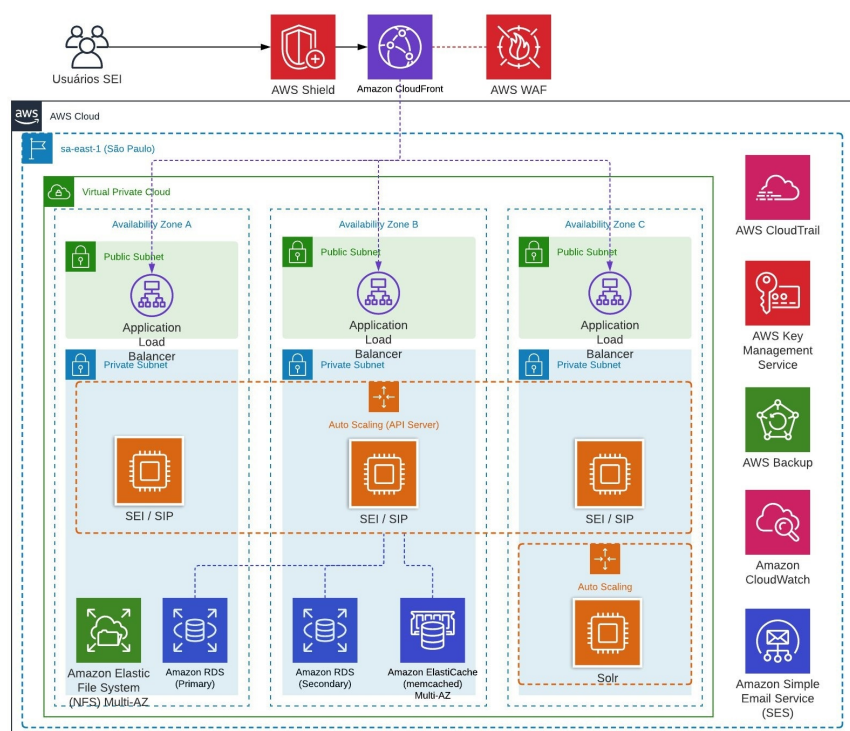 Usuários SEI
AWS Shield
Amazon CloudFront
AWS WAF
aws
AWS Cloud
sa-east-1 (São Paulo)
Virtual Private Cloud
Availability Zone A
Availability Zone B
Availability Zone C
Public Subnet
Public Subnet
Public Subnet
Application
Load
Balancer
Application
Load
Balancer
Application
Load
Balancer
Private Subnet
Private Subnet
Private Subnet
Auto Scaling (API Server)
SEI / SIP
SEI / SIP
SEI / SIP
Auto Scaling
Solr
Amazon Elastic
File System
(NFS) Multi-AZ
Amazon RDS
(Primary)
Amazon RDS
(Secondary)
Amazon ElastiCache
(memcached)
Multi-AZ
AWS CloudTrail
AWS Key
Management
Service
AWS Backup
Amazon
CloudWatch
Amazon Simple
Email Service
(SES)